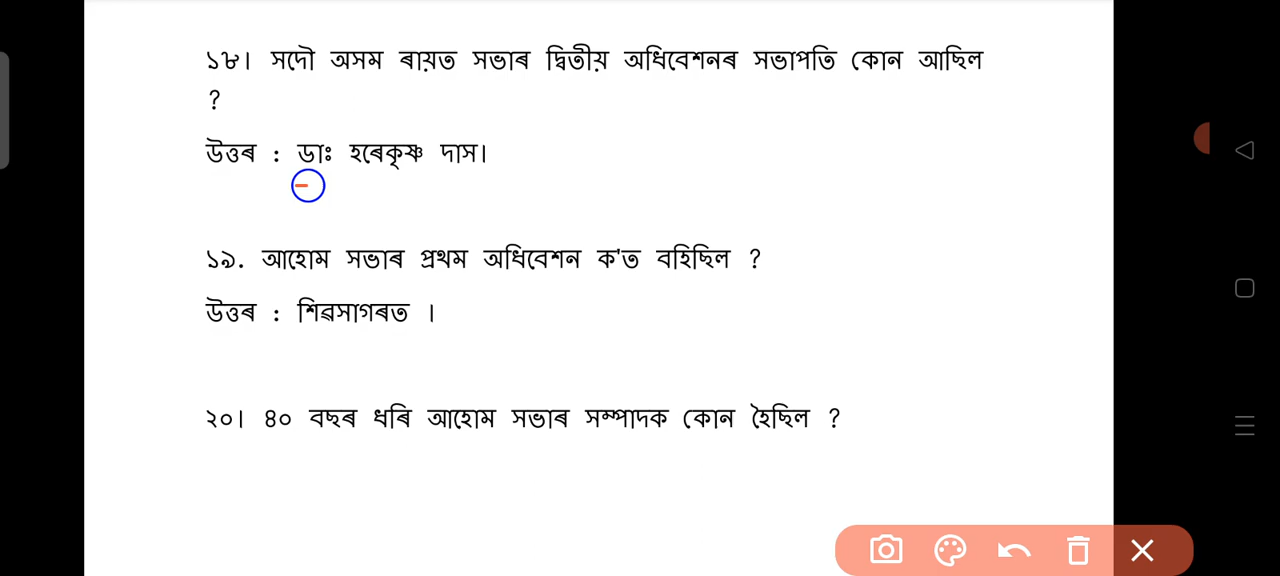 ১৮। সদৌ অসম ৰায়ত সভাৰ দ্বিতীয় অধিবেশনৰ সভাপতি কোন আছিল
?
উত্তৰ : ডাঃ হৰেকৃষ্ণ দাস।
১৯. আহোম সভাৰ প্ৰথম অধিবেশন ক'ত বহিছিল ?
উত্তৰ : শিৱসাগৰত ।
২০। ৪০ বছৰ ধৰি আহোম সভাৰ সম্পাদক কোন হৈছিল ?